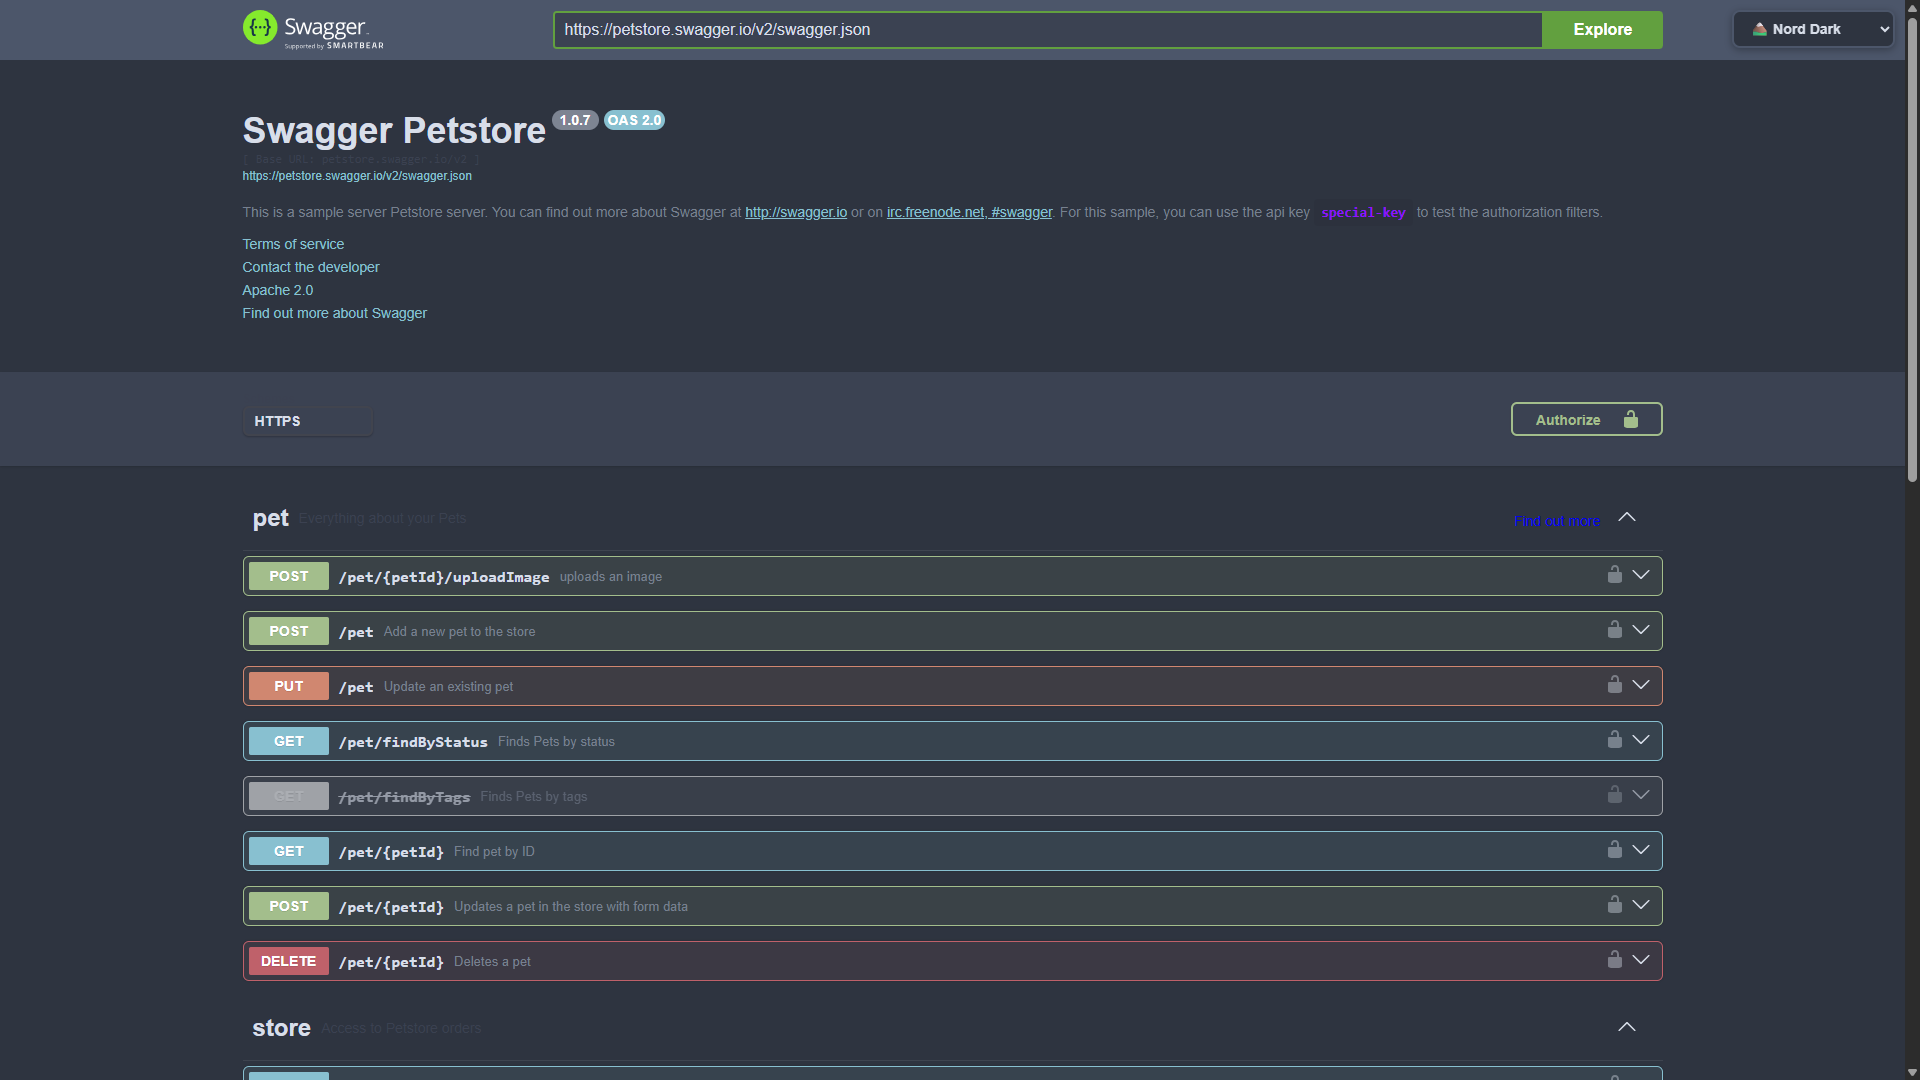 Swagger
Supported by SMARTBEAR
https://petstore.swagger.io/v2/swagger.json
Explore
Nord Dark
Swagger Petstore 1.0.7 OAS 2.0
[ Base URL: petstore.swagger.io/v2 ]
https://petstore.swagger.io/v2/swagger.json
This is a sample server Petstore server. You can find out more about Swagger at http://swagger.io or on irc.freenode.net, #swagger. For this sample, you can use the api key special-key to test the authorization filters.
Terms of service
Contact the developer
Apache 2.0
Find out more about Swagger
HTTPS
Authorize
pet Everything about your Pets
Find out more
POST /pet/{petId}/uploadImage uploads an image
POST /pet Add a new pet to the store
PUT /pet Update an existing pet
GET /pet/findByStatus Finds Pets by status
GET /pet/findByTags Finds Pets by tags
GET /pet/{petId} Find pet by ID
POST /pet/{petId} Updates a pet in the store with form data
DELETE /pet/{petId} Deletes a pet
store Access to Petstore orders